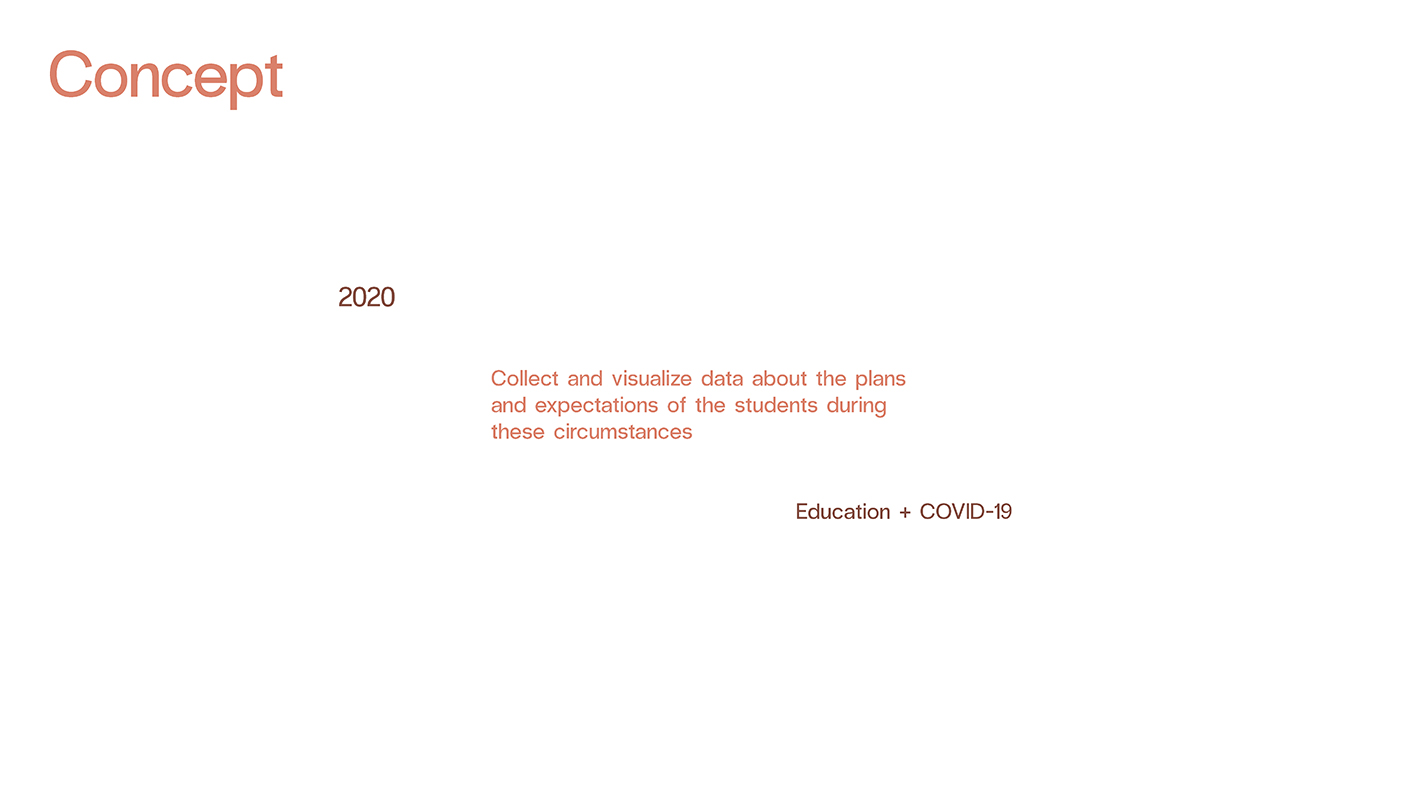 Concept
2020
Collect and visualize data about the plans
and expectations of the students during
these circumstances
Education + COVID-19